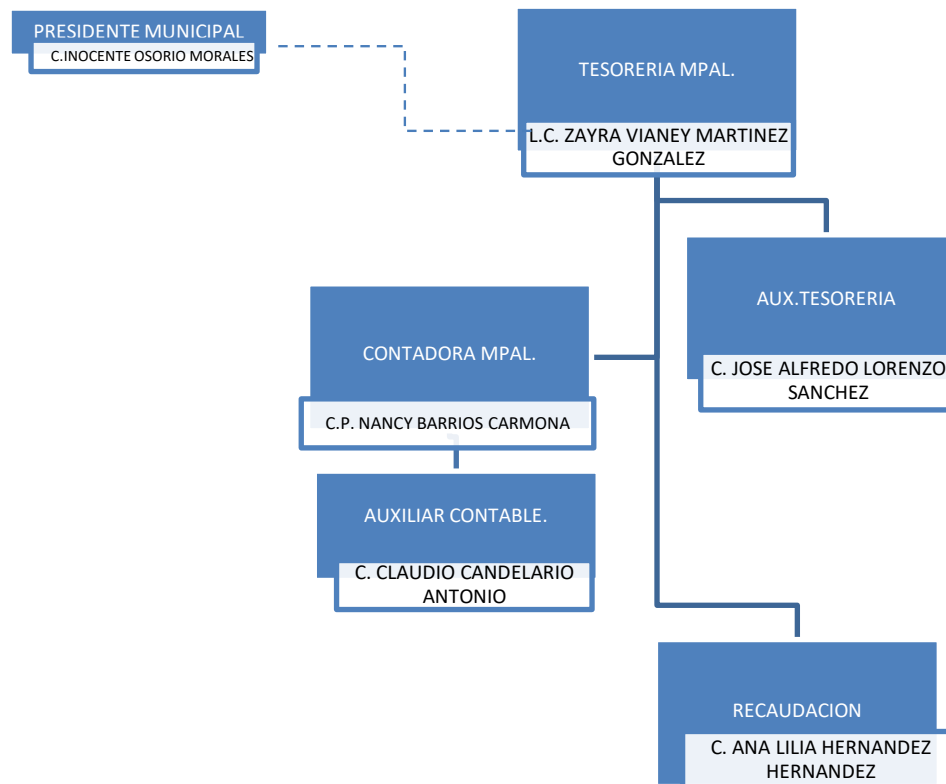 PRESIDENTE MUNICIPAL
C.INOCENTE OSORIO MORALES
TESORERIA MPAL.
L.C. ZAYRA VIANEY MARTINEZ
GONZALEZ
AUX.TESORERIA
C. JOSE ALFREDO LORENZO
SANCHEZ
CONTADORA MPAL.
C.P. NANCY BARRIOS CARMONA
AUXILIAR CONTABLE.
C. CLAUDIO CANDELARIO
ANTONIO
RECAUDACION
C. ANA LILIA HERNANDEZ
HERNANDEZ